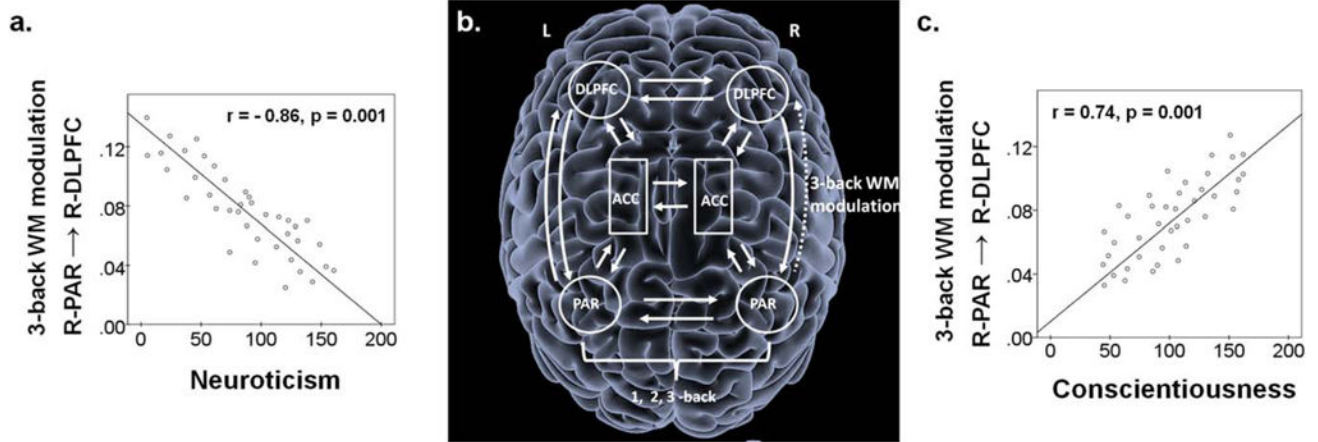 a.
3-back WM modulation
R-PAR → R-DLPFC
r = - 0.86, p = 0.001
.12
.08
.04
.00
0 50 100 150 200
Neuroticism
b.
L R
DLPFC DLPFC
ACC ACC
3-back WM
modulation
PAR PAR
1, 2, 3 -back
c.
3-back WM modulation
R-PAR → R-DLPFC
r = 0.74, p = 0.001
.12
.08
.04
.00
0 50 100 150 200
Conscientiousness